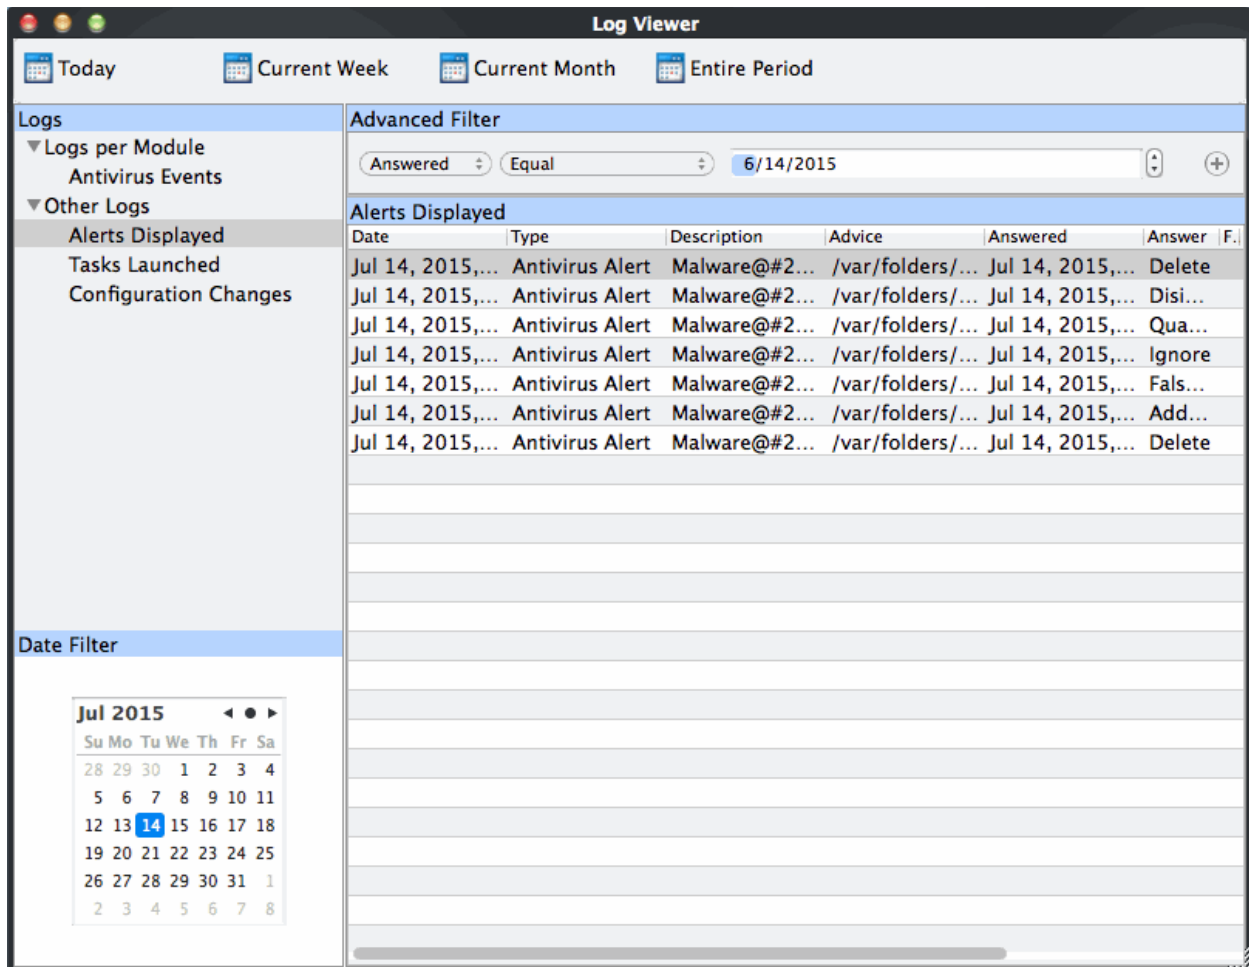 Log Viewer
Today Current Week Current Month Entire Period
Logs
Logs per Module
Antivirus Events
Other Logs
Alerts Displayed
Tasks Launched
Configuration Changes
Advanced Filter
Answered Equal 6/14/2015
Alerts Displayed
Date Type Description Advice Answered Answer F.
Jul 14, 2015,... Antivirus Alert Malware@#2... /var/folders/... Jul 14, 2015,... Delete
Jul 14, 2015,... Antivirus Alert Malware@#2... /var/folders/... Jul 14, 2015,... Disi...
Jul 14, 2015,... Antivirus Alert Malware@#2... /var/folders/... Jul 14, 2015,... Qua...
Jul 14, 2015,... Antivirus Alert Malware@#2... /var/folders/... Jul 14, 2015,... Ignore
Jul 14, 2015,... Antivirus Alert Malware@#2... /var/folders/... Jul 14, 2015,... Fals...
Jul 14, 2015,... Antivirus Alert Malware@#2... /var/folders/... Jul 14, 2015,... Add...
Jul 14, 2015,... Antivirus Alert Malware@#2... /var/folders/... Jul 14, 2015,... Delete
Date Filter
Jul 2015
Su Mo Tu We Th Fr Sa
28 29 30 1 2 3 4
5 6 7 8 9 10 11
12 13 14 15 16 17 18
19 20 21 22 23 24 25
26 27 28 29 30 31 1
2 3 4 5 6 7 8